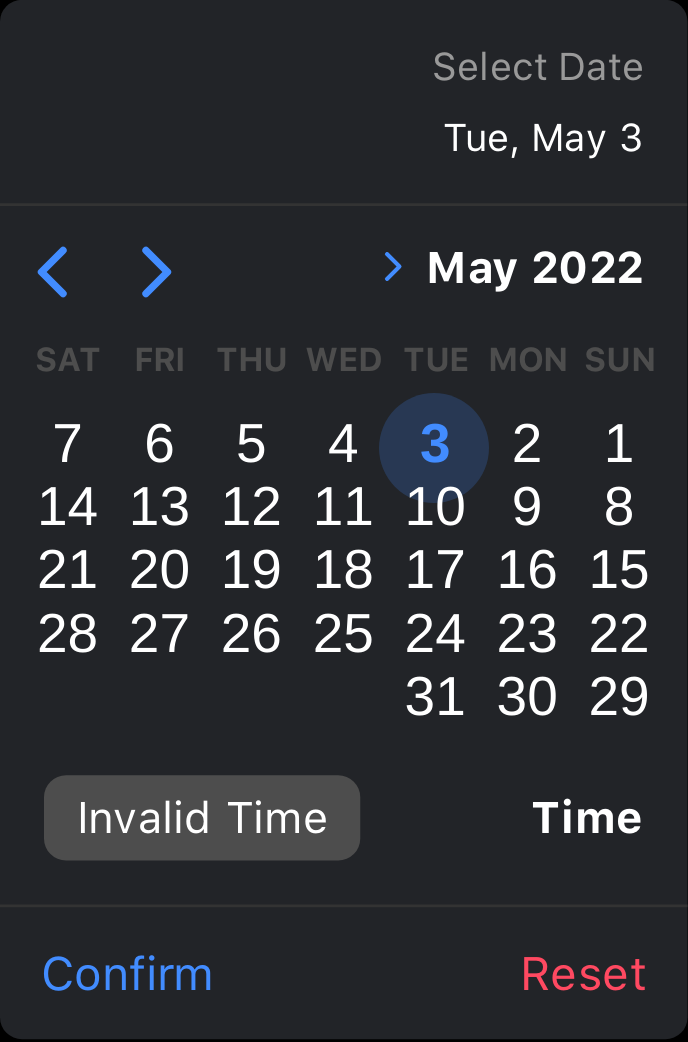 Select Date
Tue, May 3
May 2022
SAT FRI THU WED TUE MON SUN
7 6 5 4 3 2 1
14 13 12 11 10 9 8
21 20 19 18 17 16 15
28 27 26 25 24 23 22
31 30 29
Invalid Time Time
Confirm Reset